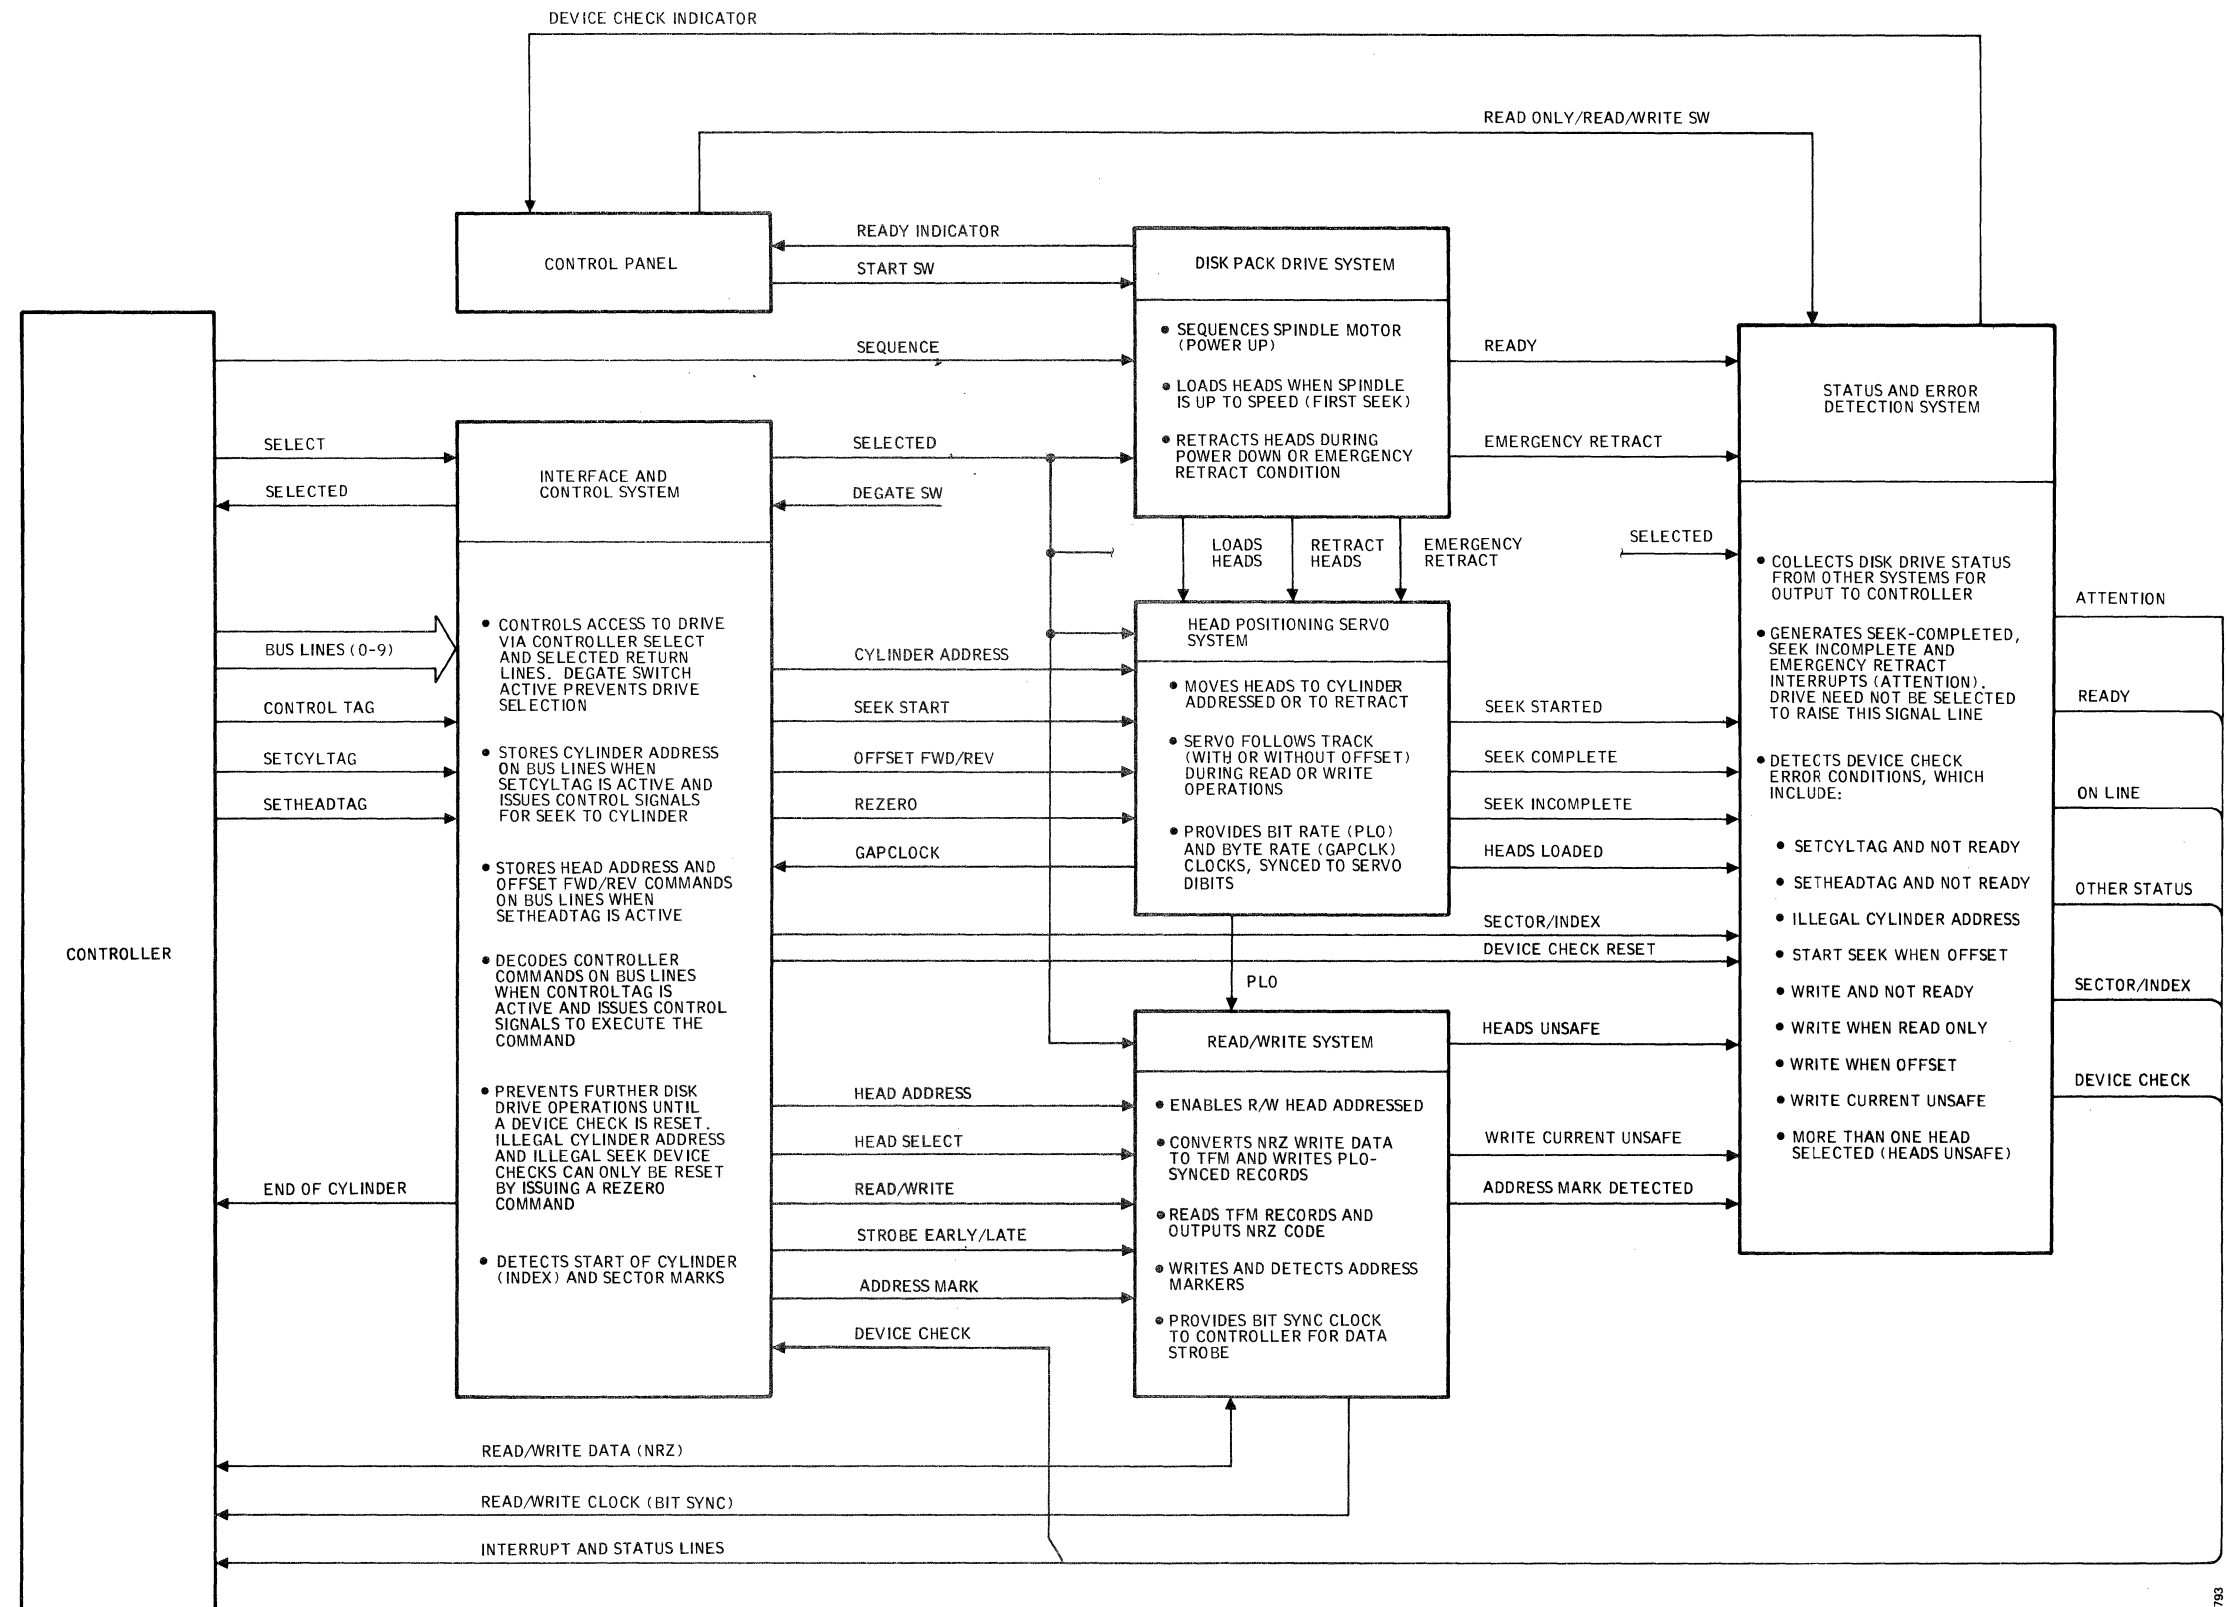 DEVICE CHECK INDICATOR
READ ONLY/READ/WRITE SW
CONTROL PANEL
READY INDICATOR
START SW
DISK PACK DRIVE SYSTEM
• SEQUENCES SPINDLE MOTOR
(POWER UP)
• LOADS HEADS WHEN SPINDLE
IS UP TO SPEED (FIRST SEEK)
• RETRACTS HEADS DURING
POWER DOWN OR EMERGENCY
RETRACT CONDITION
SEQUENCE
READY
EMERGENCY RETRACT
STATUS AND ERROR
DETECTION SYSTEM
SELECT
SELECTED
INTERFACE AND
CONTROL SYSTEM
SELECTED
DEGATE SW
LOADS
HEADS
RETRACT
HEADS
EMERGENCY
RETRACT
SELECTED
CONTROLLER
BUS LINES (0-9)
CONTROL TAG
SETCYLTAG
SETHEADTAG
END OF CYLINDER
• CONTROLS ACCESS TO DRIVE
VIA CONTROLLER SELECT
AND SELECTED RETURN
LINES. DEGATE SWITCH
ACTIVE PREVENTS DRIVE
SELECTION
• STORES CYLINDER ADDRESS
ON BUS LINES WHEN
SETCYLTAG IS ACTIVE AND
ISSUES CONTROL SIGNALS
FOR SEEK TO CYLINDER
• STORES HEAD ADDRESS AND
OFFSET FWD/REV COMMANDS
ON BUS LINES WHEN
SETHEADTAG IS ACTIVE
• DECODES CONTROLLER
COMMANDS ON BUS LINES
WHEN CONTROLTAG IS
ACTIVE AND ISSUES CONTROL
SIGNALS TO EXECUTE THE
COMMAND
• PREVENTS FURTHER DISK
DRIVE OPERATIONS UNTIL
A DEVICE CHECK IS RESET.
ILLEGAL CYLINDER ADDRESS
AND ILLEGAL SEEK DEVICE
CHECKS CAN ONLY BE RESET
BY ISSUING A REZERO
COMMAND
• DETECTS START OF CYLINDER
(INDEX) AND SECTOR MARKS
CYLINDER ADDRESS
SEEK START
OFFSET FWD/REV
REZERO
GAPCLOCK
HEAD POSITIONING SERVO
SYSTEM
• MOVES HEADS TO CYLINDER
ADDRESSED OR TO RETRACT
• SERVO FOLLOWS TRACK
(WITH OR WITHOUT OFFSET)
DURING READ OR WRITE
OPERATIONS
• PROVIDES BIT RATE (PLO)
AND BYTE RATE (GAPCLK)
CLOCKS, SYNCED TO SERVO
DIBITS
SEEK STARTED
SEEK COMPLETE
SEEK INCOMPLETE
HEADS LOADED
SECTOR/INDEX
DEVICE CHECK RESET
PLO
HEAD ADDRESS
HEAD SELECT
READ/WRITE
STROBE EARLY/LATE
ADDRESS MARK
DEVICE CHECK
READ/WRITE SYSTEM
• ENABLES R/W HEAD ADDRESSED
• CONVERTS NRZ WRITE DATA
TO TFM AND WRITES PLO-
SYNCED RECORDS
• READS TFM RECORDS AND
OUTPUTS NRZ CODE
• WRITES AND DETECTS ADDRESS
MARKERS
• PROVIDES BIT SYNC CLOCK
TO CONTROLLER FOR DATA
STROBE
HEADS UNSAFE
WRITE CURRENT UNSAFE
ADDRESS MARK DETECTED
• COLLECTS DISK DRIVE STATUS
FROM OTHER SYSTEMS FOR
OUTPUT TO CONTROLLER
• GENERATES SEEK-COMPLETED,
SEEK INCOMPLETE AND
EMERGENCY RETRACT
INTERRUPTS (ATTENTION).
DRIVE NEED NOT BE SELECTED
TO RAISE THIS SIGNAL LINE
• DETECTS DEVICE CHECK
ERROR CONDITIONS, WHICH
INCLUDE:
• SETCYLTAG AND NOT READY
• SETHEADTAG AND NOT READY
• ILLEGAL CYLINDER ADDRESS
• START SEEK WHEN OFFSET
• WRITE AND NOT READY
• WRITE WHEN READ ONLY
• WRITE WHEN OFFSET
• WRITE CURRENT UNSAFE
• MORE THAN ONE HEAD
SELECTED (HEADS UNSAFE)
ATTENTION
READY
ON LINE
OTHER STATUS
SECTOR/INDEX
DEVICE CHECK
READ/WRITE DATA (NRZ)
READ/WRITE CLOCK (BIT SYNC)
INTERRUPT AND STATUS LINES
793